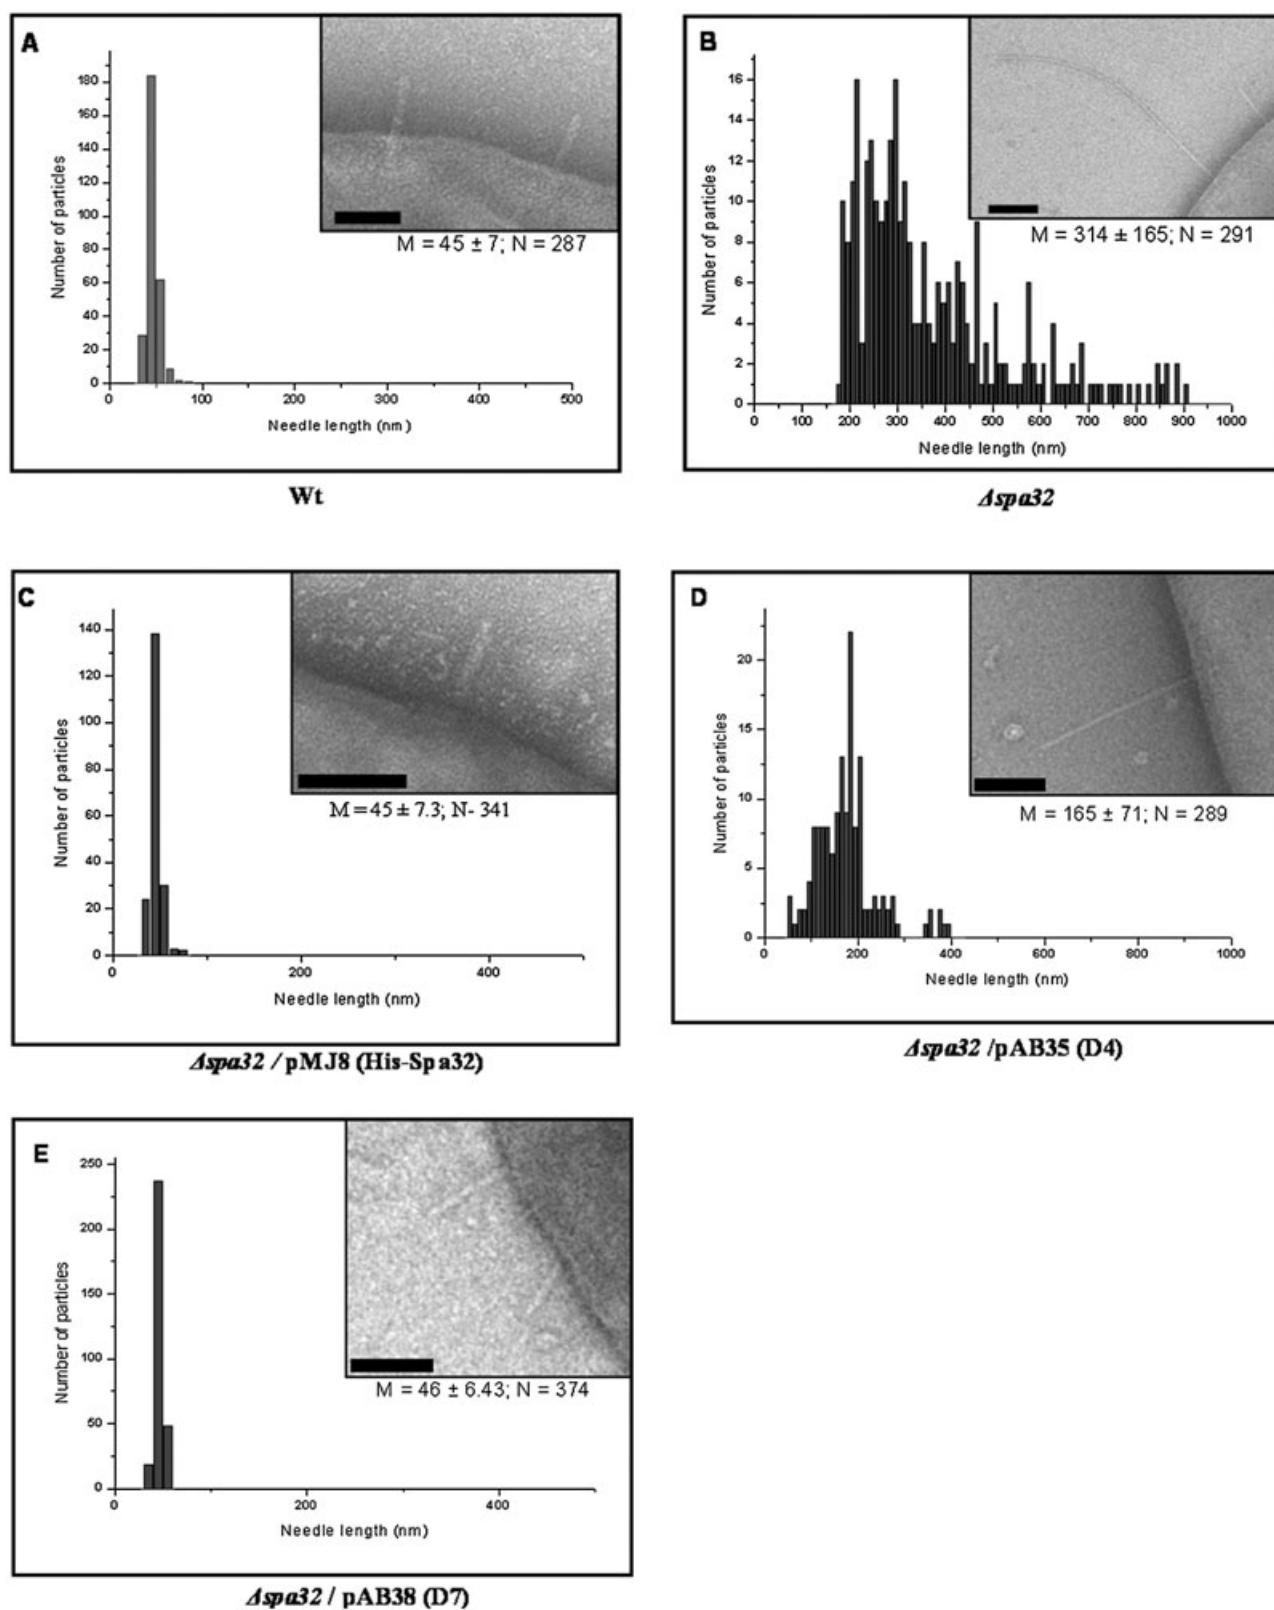 A
Number of particles
180
160
140
120
100
80
60
40
20
0
0 100 200 300 400 500
Needle length (nm)
M = 45 ± 7; N = 287
Wt
B
Number of particles
16
14
12
10
8
6
4
2
0
0 100 200 300 400 500 600 700 800 900 1000
Needle length (nm)
M = 314 ± 165; N = 291
Δspa32
C
Number of particles
140
120
100
80
60
40
20
0
0 200 400
Needle length (nm)
M = 45 ± 7.3; N- 341
Δspa32 / pMJ8 (His-Spa32)
D
Number of particles
20
15
10
5
0
0 200 400 600 800 1000
Needle length (nm)
M = 165 ± 71; N = 289
Δspa32 /pAB35 (D4)
E
Number of particles
250
200
150
100
50
0
0 200 400
Needle length (nm)
M = 46 ± 6.43; N = 374
Δspa32 / pAB38 (D7)